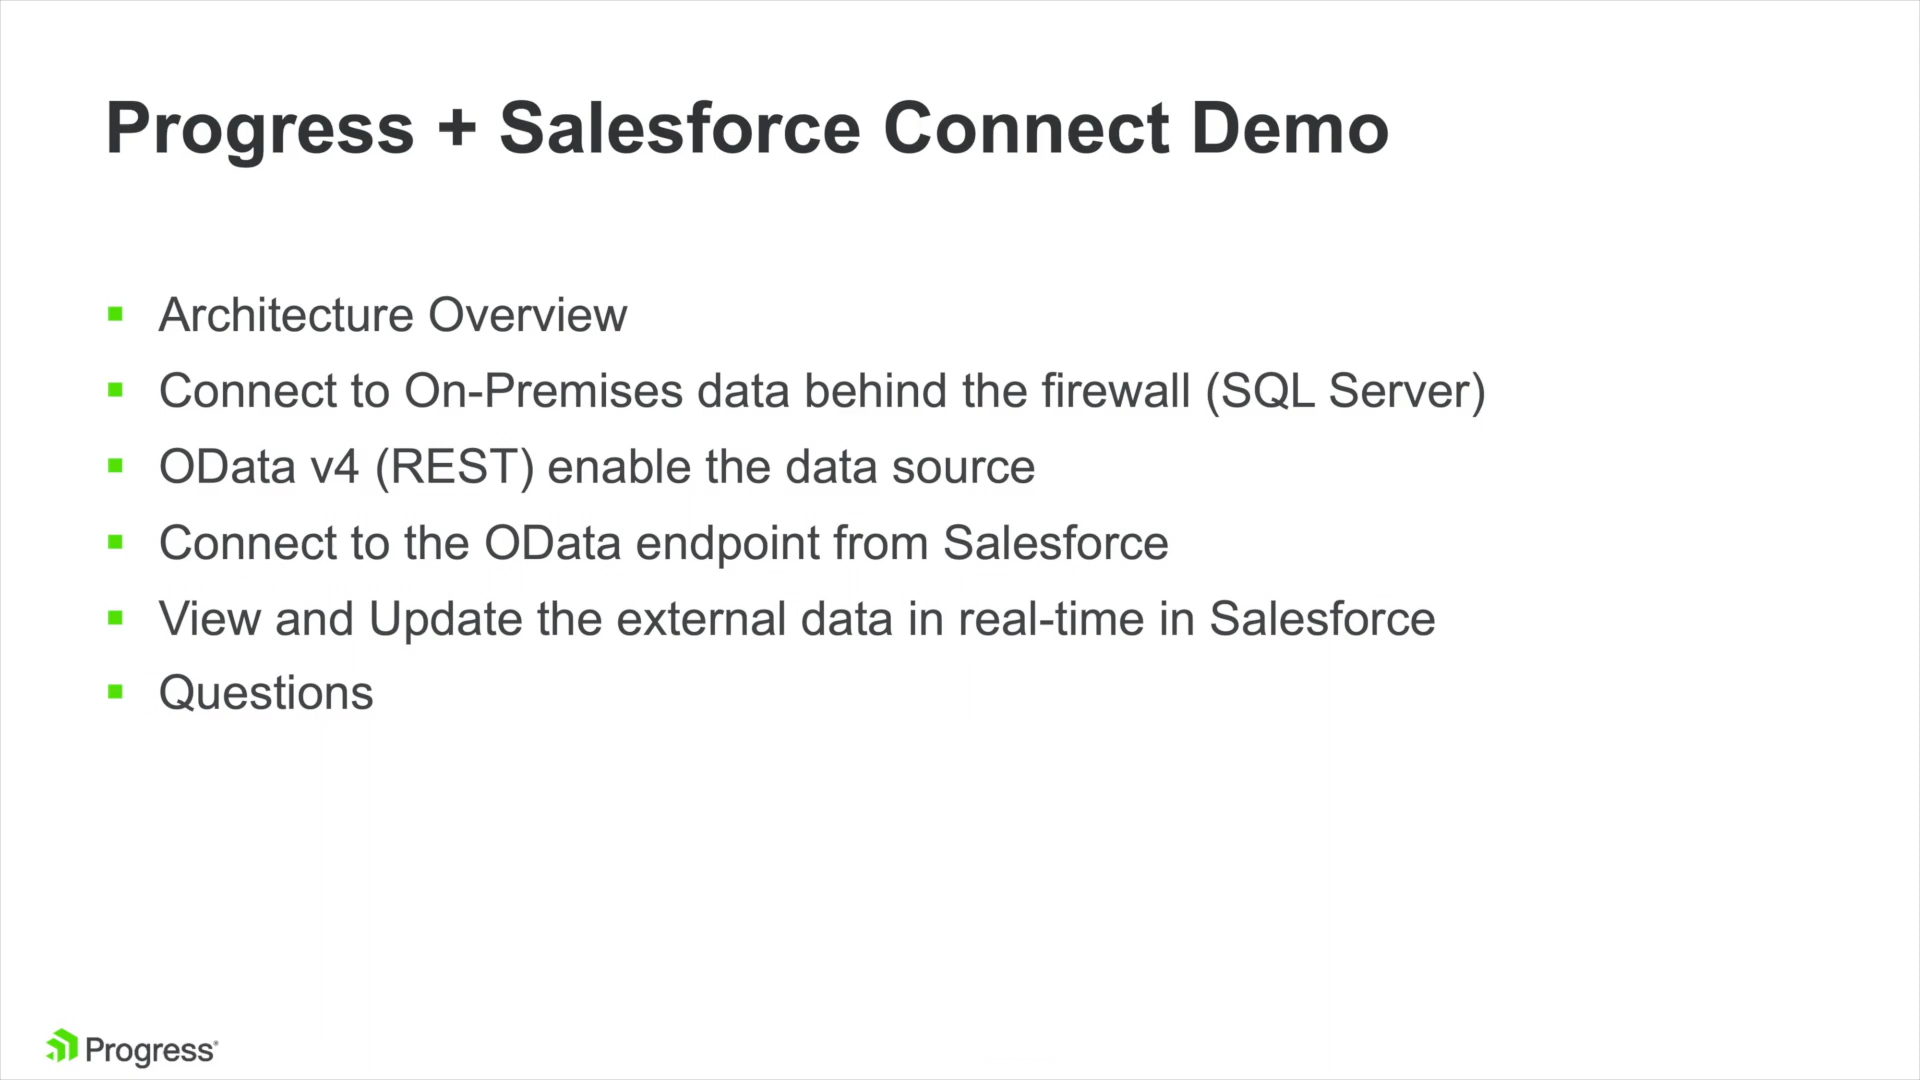 Progress + Salesforce Connect Demo
Architecture Overview
Connect to On-Premises data behind the firewall (SQL Server)
OData v4 (REST) enable the data source
Connect to the OData endpoint from Salesforce
View and Update the external data in real-time in Salesforce
Questions
Progress®